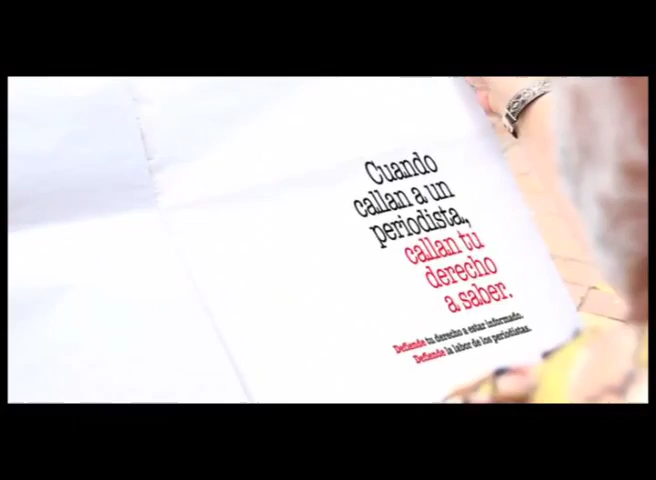 Cuando
callan a un
periodista,
callan tu
derecho
a saber.
Defiende tu derecho a estar informado.
Defiende la labor de los periodistas.